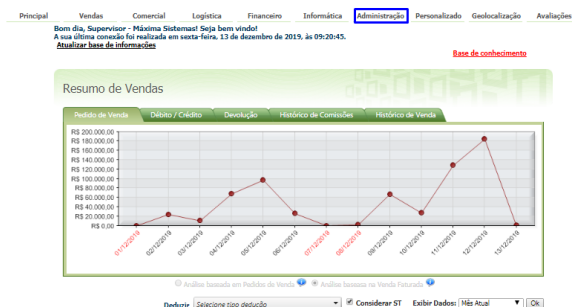 Principal Vendas Comercial Logística Financeiro Informática Administração Personalizado Geolocalização Avaliações
Bom dia, Supervisor - Máxima Sistemas! Seja bem vindo!
A sua última conexão foi realizada em sexta-feira, 13 de dezembro de 2019, às 09:20:45.
Atualizar base de informações
Base de conhecimento
Resumo de Vendas
Pedido de Venda Débito / Crédito Devolução Histórico de Comissões Histórico de Venda
R$ 200.000,00
R$ 180.000,00
R$ 160.000,00
R$ 140.000,00
R$ 120.000,00
R$ 100.000,00
R$ 80.000,00
R$ 60.000,00
R$ 40.000,00
R$ 20.000,00
R$ 0,00
01/12/2019 02/12/2019 03/12/2019 04/12/2019 05/12/2019 06/12/2019 07/12/2019 08/12/2019 09/12/2019 10/12/2019 11/12/2019 12/12/2019 13/12/2019
Análise baseada em Pedidos de Venda Análise baseasa na Venda Faturado
Deduzir Selecione tipo dedução Considerar ST Exibir Dados: Mês Atual Ok